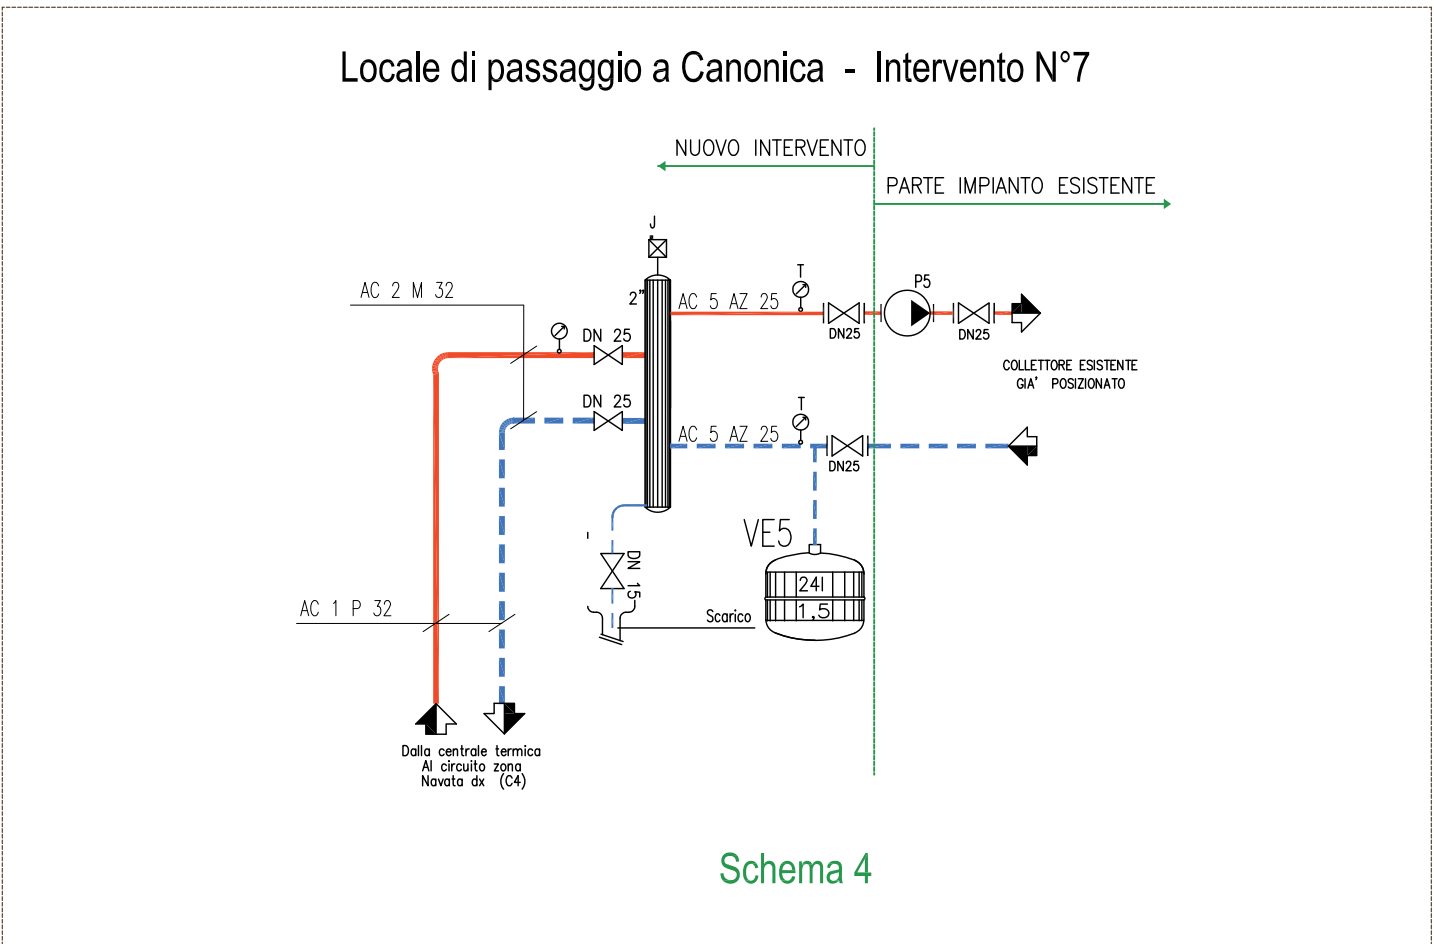 Locale di passaggio a Canonica - Intervento N°7
NUOVO INTERVENTO
PARTE IMPIANTO ESISTENTE
J
AC 2 M 32
2"
AC 5 AZ 25
T
P5
DN 25
DN25
DN25
COLLETTORE ESISTENTE
GIA' POSIZIONATO
DN 25
AC 5 AZ 25
T
DN25
VE5
DN 15
24l
1,5
AC 1 P 32
Scarico
Dalla centrale termica
Al circuito zona
Navata dx (C4)
Schema 4